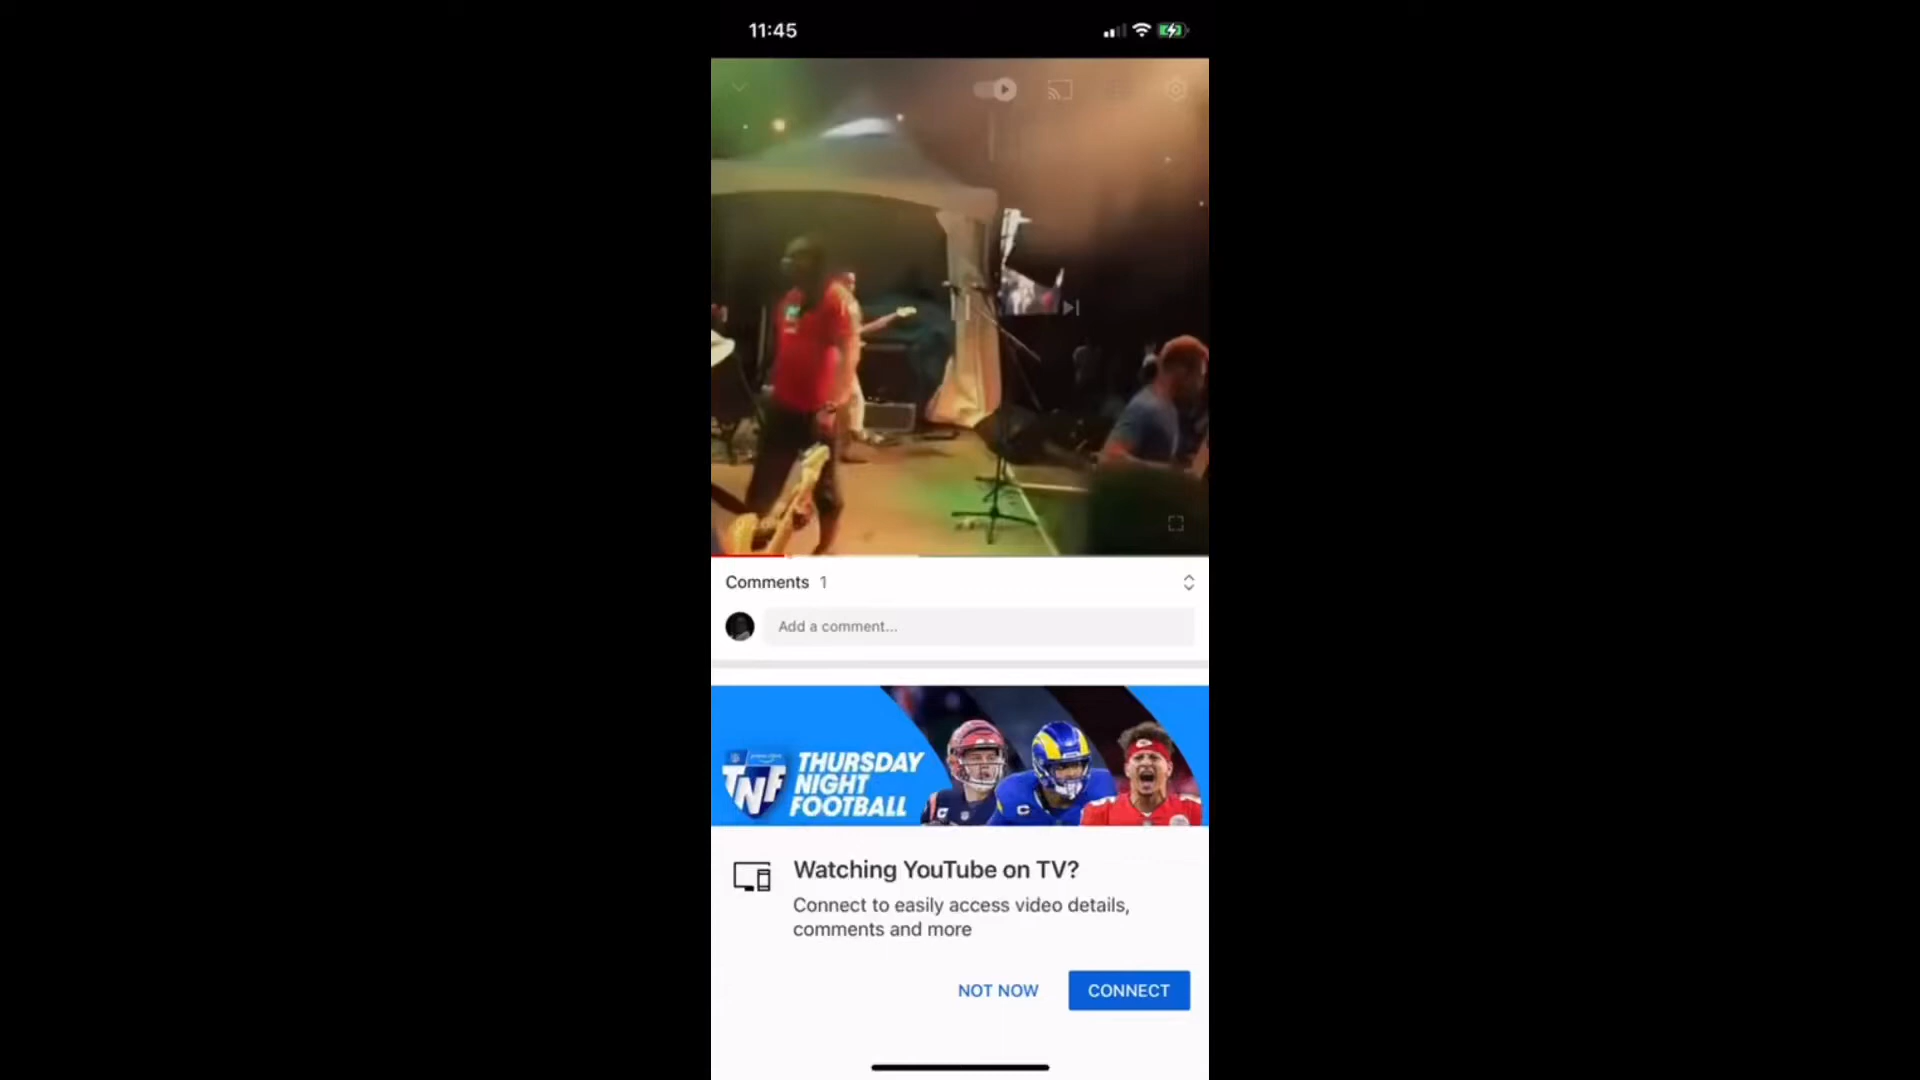 11:45
Comments 1
Add a comment...
TNF
THURSDAY
NIGHT
FOOTBALL
Watching YouTube on TV?
Connect to easily access video details,
comments and more
NOT NOW
CONNECT